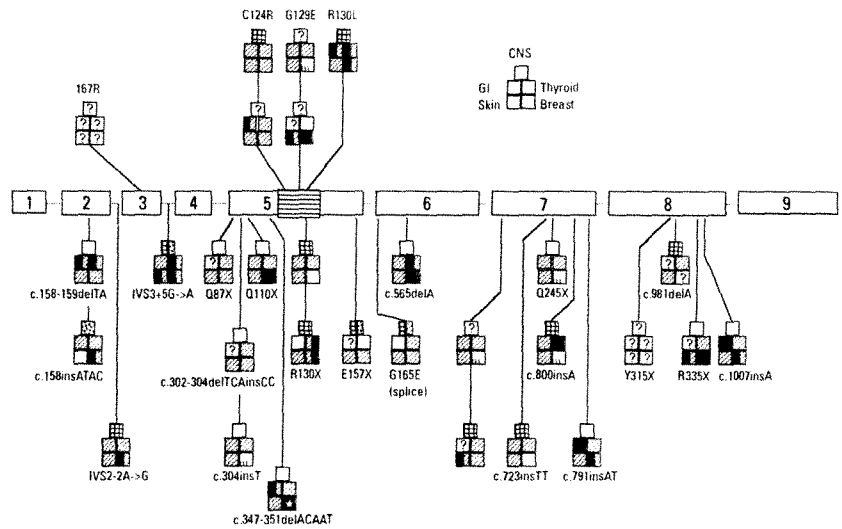 C124R G129E R130L
? 
?
CNS
GI Thyroid
Skin Breast
167R
?
? ?
? ?
? ?
?
1 2 3 4 5 6 7 8 9
c.158-159delTA IVS3+5G->A Q87X Q110X c.565delA Q245X c.981delA
? ? ?
? ?
c.158insATAC c.302-304delTCAinsCC R130X E157X G165E c.800insA Y315X R335X c.1007insA
(splice)
? ? ?
? ?
? ?
IVS2-2A->G c.304insT c.723insTT c.791insAT
?
c.347-351delACAAT